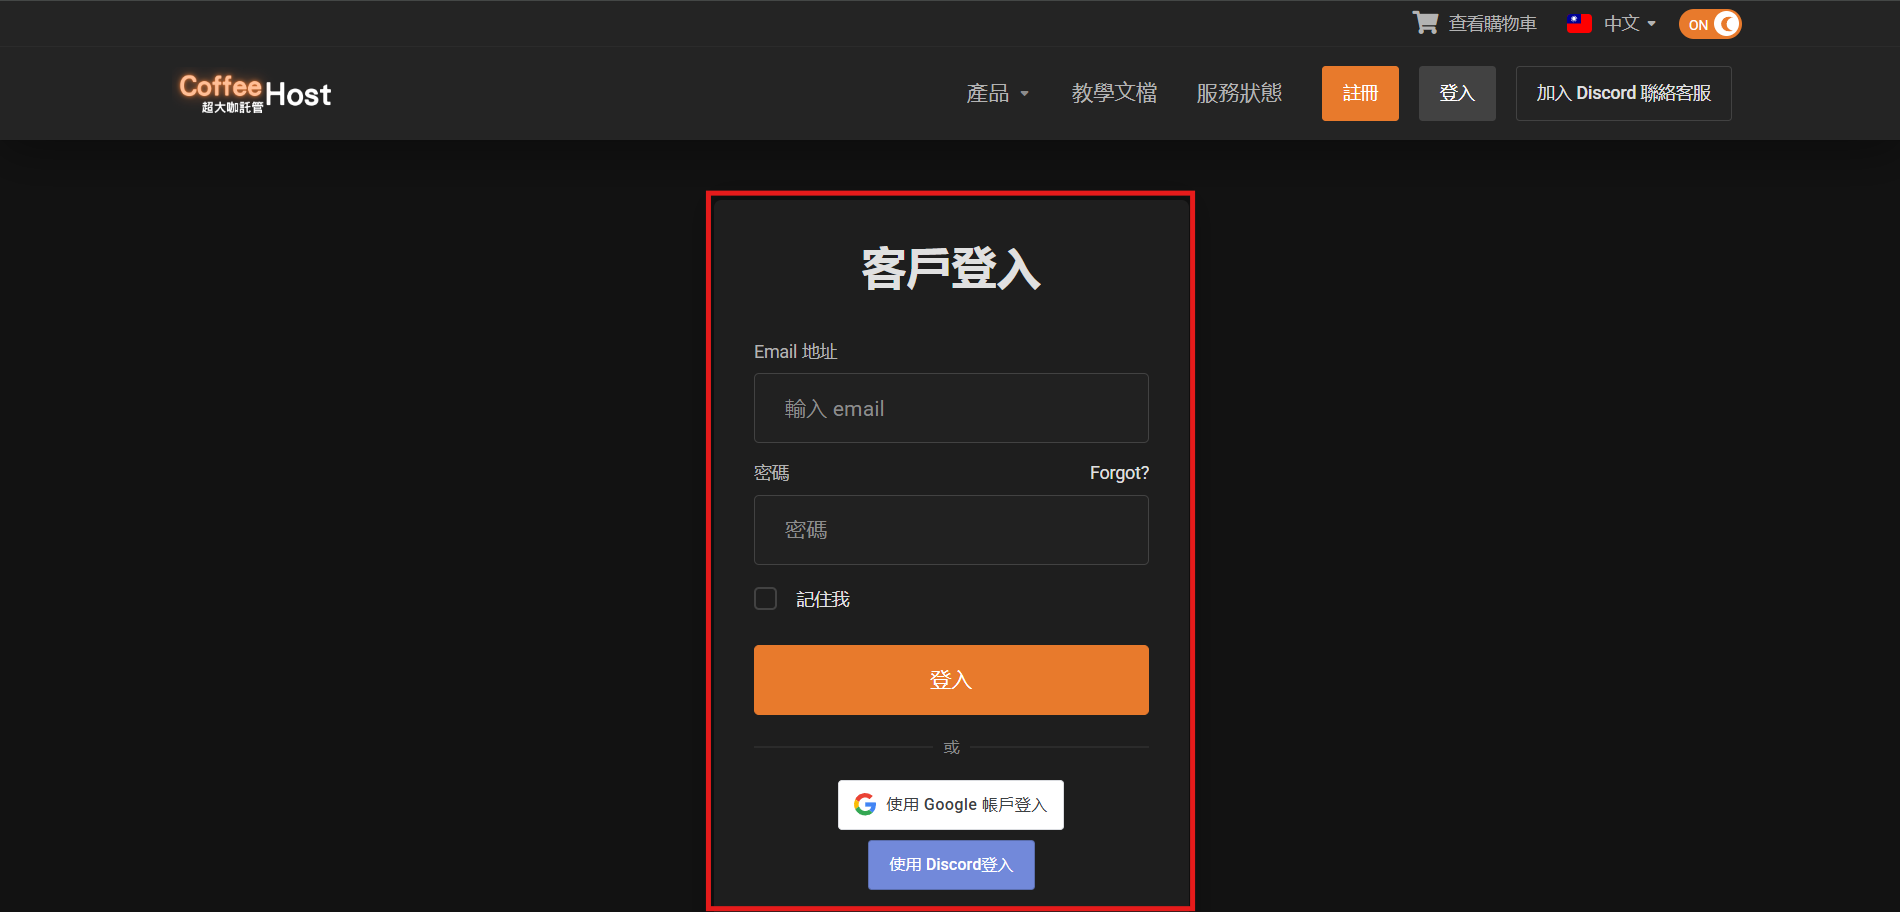 查看購物車 中文 ON
Coffee Host
超大咖託管
產品 教學文檔 服務狀態 註冊 登入 加入 Discord 聯絡客服
客戶登入
Email 地址
輸入 email
密碼 Forgot?
密碼
記住我
登入
或
使用 Google 帳戶登入
使用 Discord登入